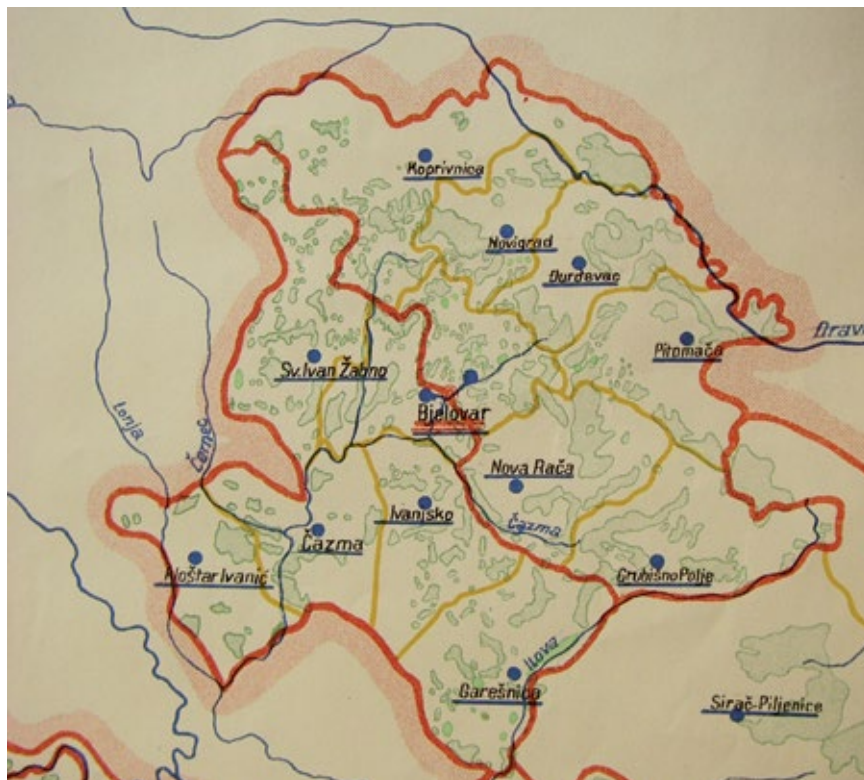 Koprivnica
Novigrad
Đurđevac
Drava
Pitomača
Sv. Ivan Žabno
Bjelovar
Lonja
Čemec
Nova Rača
Ivanjsko
Čazma
Čazma
Kloštar Ivanić
Grubišno Polje
Ilova
Garešnica
Sirač-Piljenice